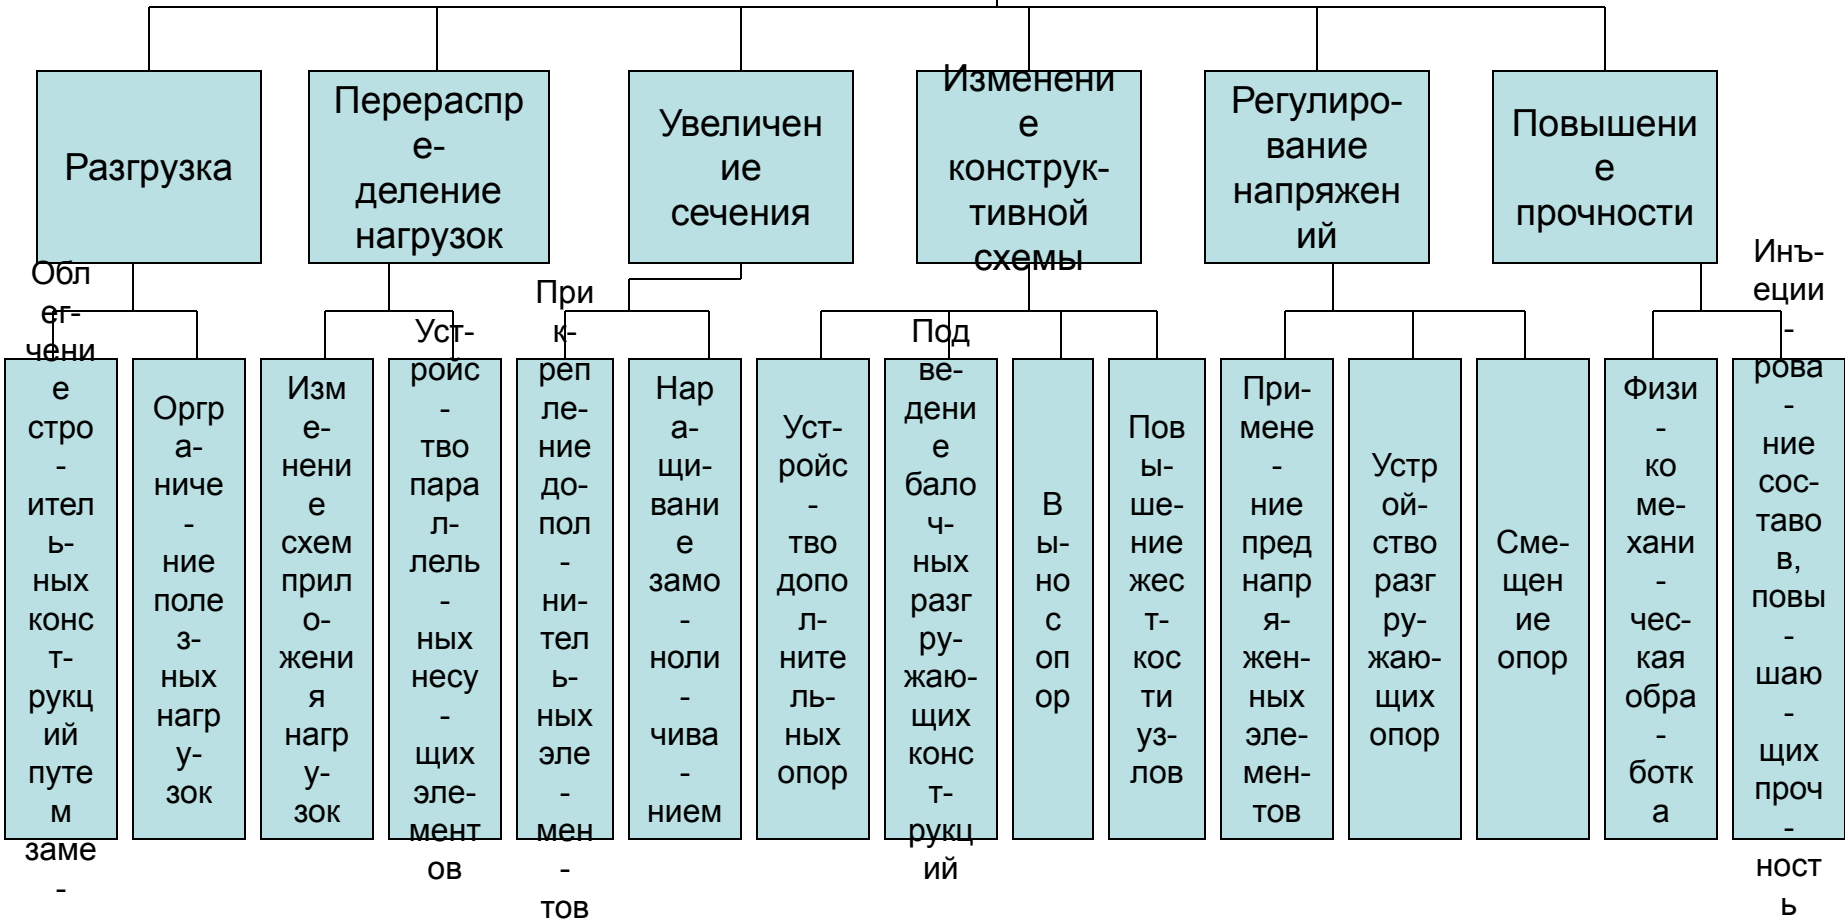 Разгрузка
Перераспр
е-
деление
нагрузок
Увеличен
ие
сечения
Изменени
е
конструк-
тивной
схемы
Регулиро-
вание
напряжен
ий
Повышени
е
прочности
Обл
ег-
чени
е
стро
-
ител
ь-
ных
конс
т-
рукц
ий
путе
м
заме
-
Оргр
а-
ниче
-
ние
поле
з-
ных
нагр
у-
зок
Изм
е-
нени
е
схем
прил
о-
жени
я
нагр
у-
зок
Уст-
ройс
-
тво
пара
л-
лель
-
ных
несу
-
щих
эле-
мент
ов
При
к-
реп
ле-
ние
до-
пол
-
ни-
тел
ь-
ных
эле
-
мен
-
тов
Нар
а-
щи-
вани
е
замо
-
ноли
-
чива
-
нием
Уст-
ройс
-
тво
допо
л-
ните
ль-
ных
опор
Под
ве-
дени
е
бало
ч-
ных
разг
ру-
жаю-
щих
конс
т-
рукц
ий
В
ы-
но
с
оп
ор
Пов
ы-
ше-
ние
жес
т-
кос
ти
уз-
лов
При-
мене
-
ние
пред
напр
я-
жен-
ных
эле-
мен-
тов
Устр
ой-
ство
разг
ру-
жаю-
щих
опор
Сме-
щен
ие
опор
Физи
-
ко
ме-
хани
-
чес-
кая
обра
-
ботк
а
Инъ-
еции
-
рова
-
ние
сос-
таво
в,
повы
-
шаю
-
щих
проч
-
ност
ь